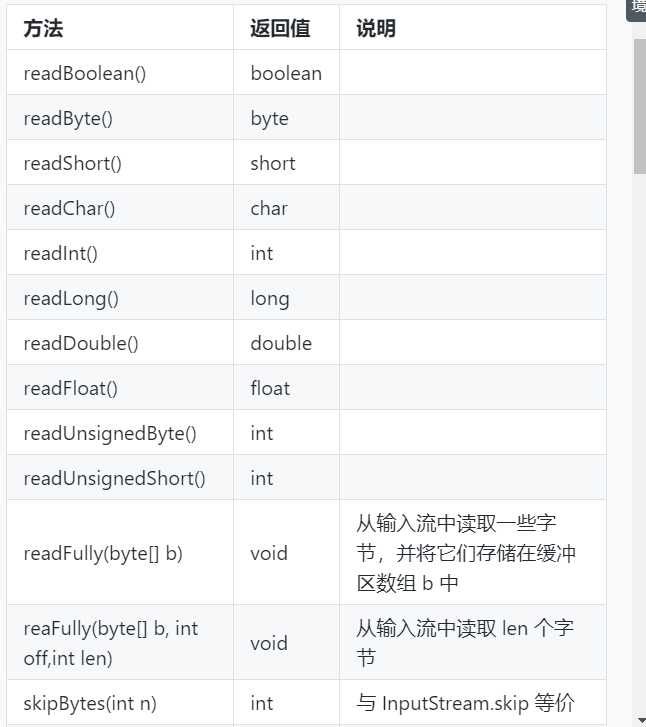 方法 返回值 说明
readBoolean() boolean
readByte() byte
readShort() short
readChar() char
readInt() int
readLong() long
readDouble() double
readFloat() float
readUnsignedByte() int
readUnsignedShort() int
readFully(byte[] b) void 从输入流中读取一些字
节，并将它们存储在缓冲
区数组 b 中
reaFully(byte[] b, int
off,int len) void 从输入流中读取 len 个字
节
skipBytes(int n) int 与 InputStream.skip 等价